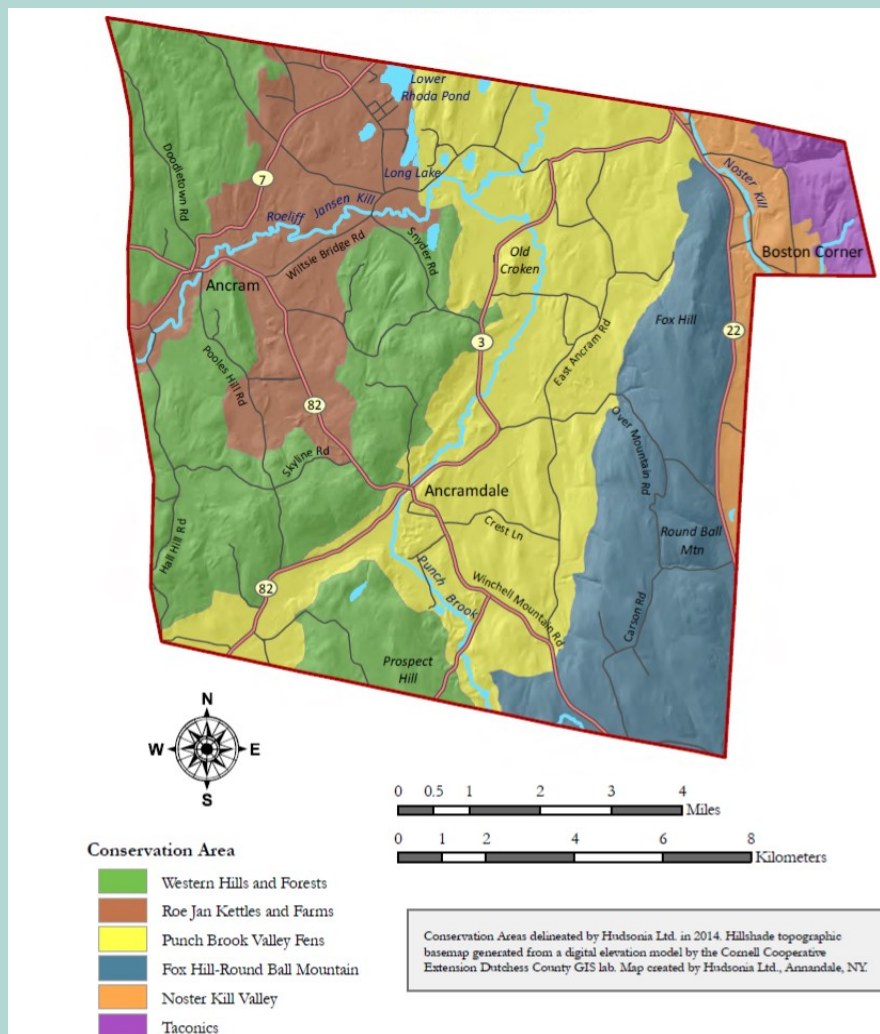 Lower
Rhoda Pond
Doodletown Rd
7
Long Lake
Noster Kill
Roeliff Jansen Kill
Snyder Rd
Wiltsie Bridge Rd
Old
Croken
Boston Corner
Ancram
Fox Hill
22
3
Pooles Hill Rd
East Ancram Rd
82
Over Mountain Rd
Skyline Rd
Ancramdale
Crest Ln
Round Ball
Mtn
Hall Hill Rd
Punch Brook
Winchell Mountain Rd
82
Carson Rd
Prospect
Hill
N
W E
S
0 0.5 1 2 3 4
Miles
0 1 2 4 6 8
Kilometers
Conservation Area
Western Hills and Forests
Roe Jan Kettles and Farms
Punch Brook Valley Fens
Fox Hill-Round Ball Mountain
Noster Kill Valley
Taconics
Conservation Areas delineated by Hudsonia Ltd. in 2014. Hillshade topographic
basemap generated from a digital elevation model by the Cornell Cooperative
Extension Dutchess County GIS lab. Map created by Hudsonia Ltd., Annandale, NY.